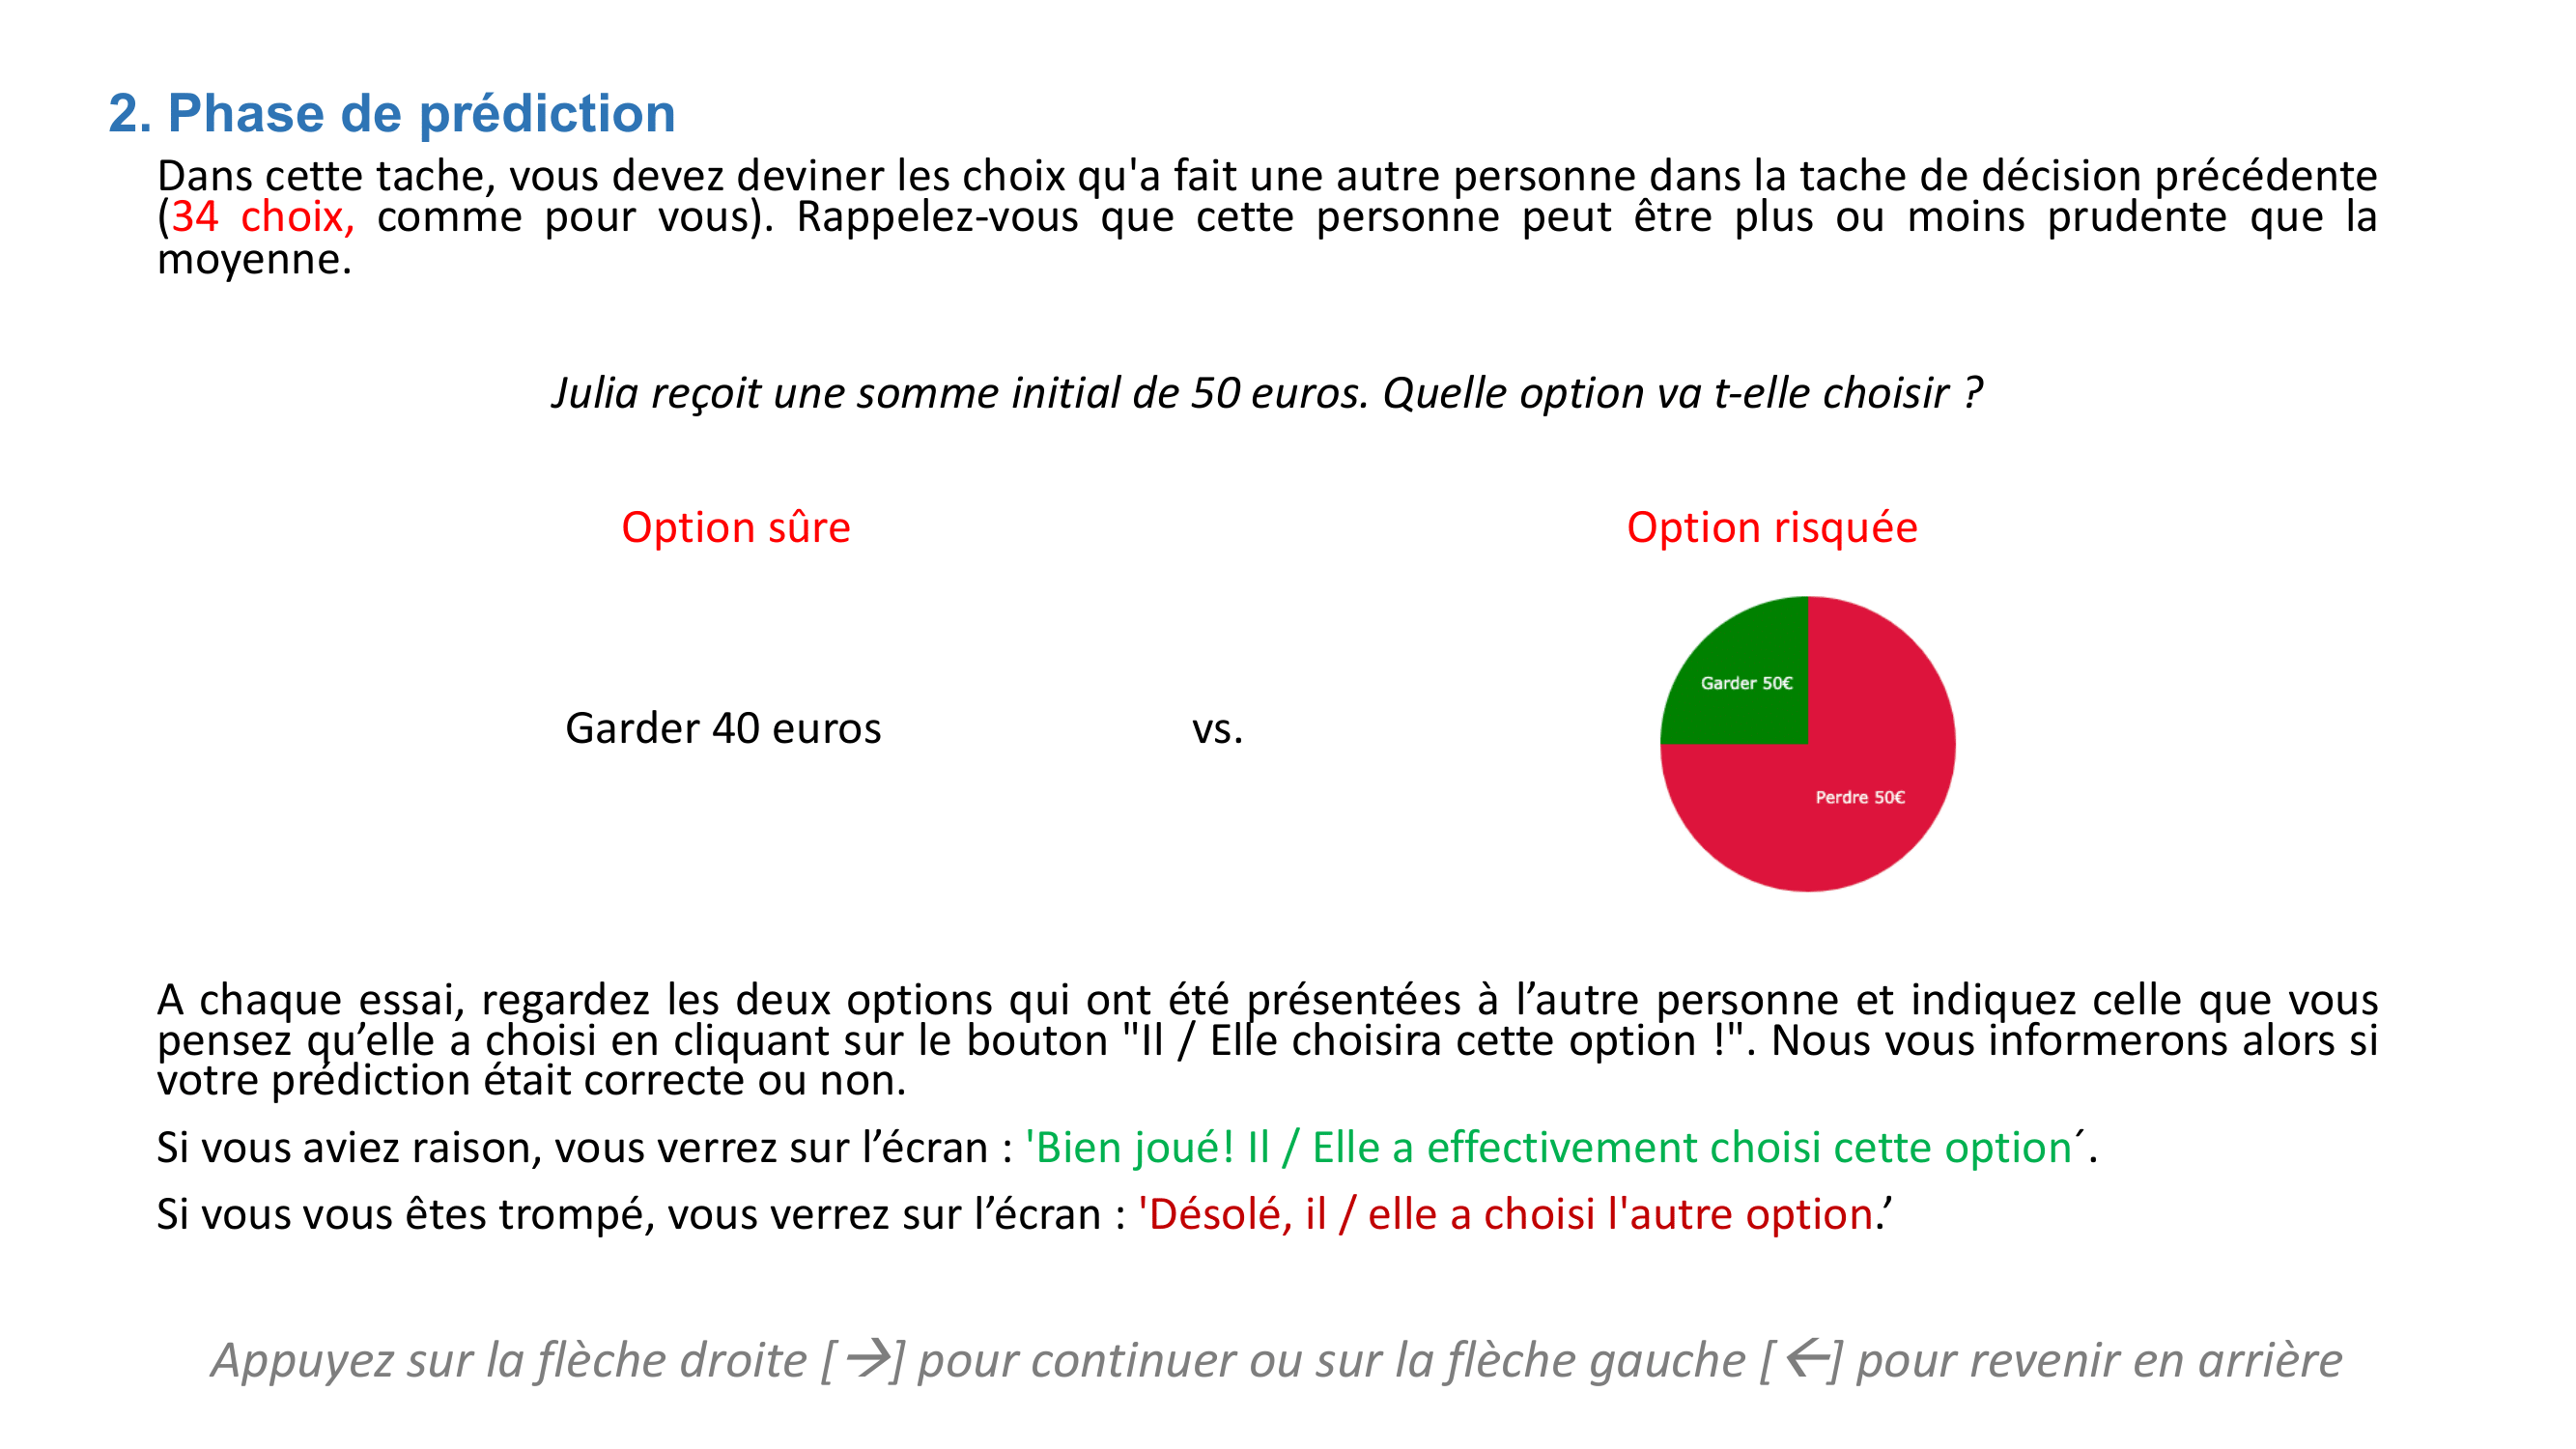 2. Phase de prédiction
Dans cette tache, vous devez deviner les choix qu'a fait une autre personne dans la tache de décision précédente
(34 choix, comme pour vous). Rappelez-vous que cette personne peut être plus ou moins prudente que la
moyenne.
Julia reçoit une somme initial de 50 euros. Quelle option va t-elle choisir ?
Option sûre
Option risquée
Garder 40 euros
vs.
Garder 50€
Perdre 50€
A chaque essai, regardez les deux options qui ont été présentées à l’autre personne et indiquez celle que vous
pensez qu’elle a choisi en cliquant sur le bouton "Il / Elle choisira cette option !". Nous vous informerons alors si
votre prédiction était correcte ou non.
Si vous aviez raison, vous verrez sur l’écran : 'Bien joué! Il / Elle a effectivement choisi cette option´.
Si vous vous êtes trompé, vous verrez sur l’écran : 'Désolé, il / elle a choisi l'autre option.’
Appuyez sur la flèche droite [→] pour continuer ou sur la flèche gauche [←] pour revenir en arrière